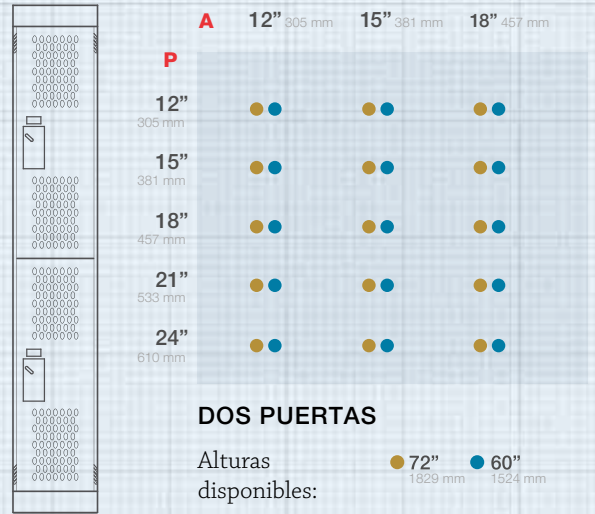 A 12” 305 mm 15” 381 mm 18” 457 mm
P
12”
305 mm
15”
381 mm
18”
457 mm
21”
533 mm
24”
610 mm
DOS PUERTAS
Alturas 72” 60”
1829 mm 1524 mm
disponibles: